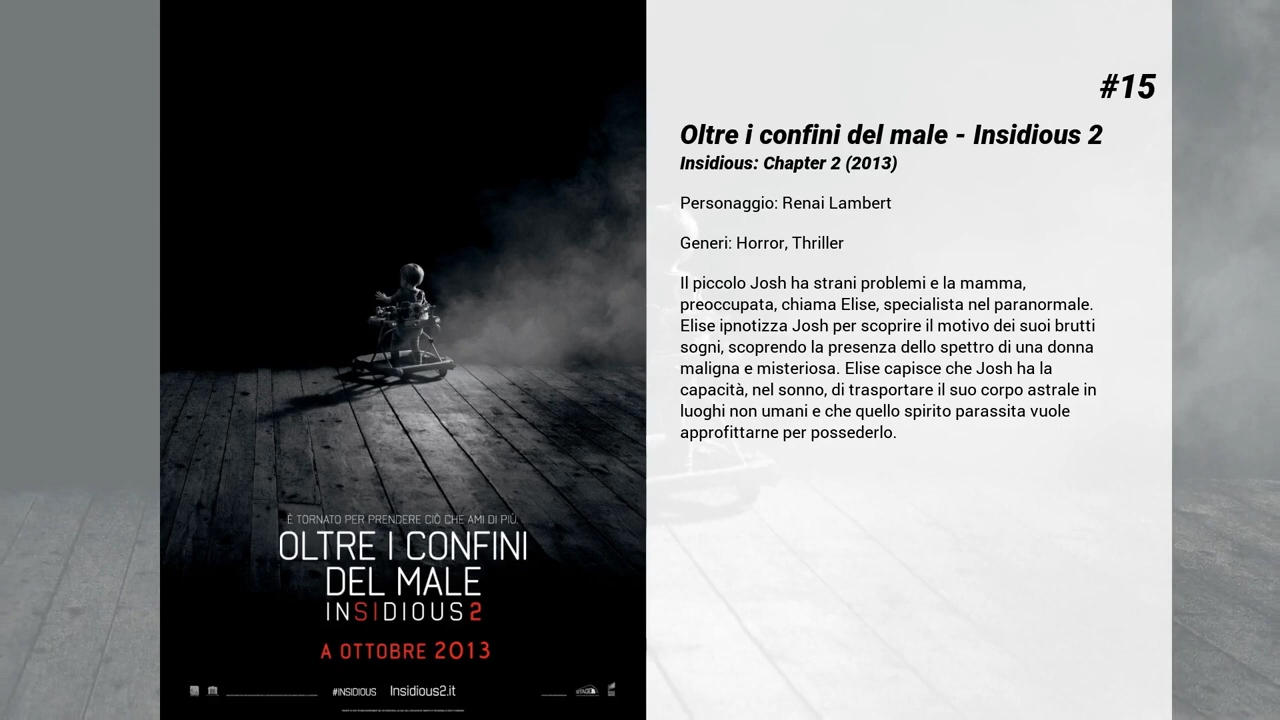 È TORNATO PER PRENDERE CIÒ CHE AMI DI PIÙ.
OLTRE I CONFINI
DEL MALE
INSIDIOUS 2
A OTTOBRE 2013
#INSIDIOUS Insidious2.it
#15
Oltre i confini del male - Insidious 2
Insidious: Chapter 2 (2013)
Personaggio: Renai Lambert
Generi: Horror, Thriller
Il piccolo Josh ha strani problemi e la mamma,
preoccupata, chiama Elise, specialista nel paranormale.
Elise ipnotizza Josh per scoprire il motivo dei suoi brutti
sogni, scoprendo la presenza dello spettro di una donna
maligna e misteriosa. Elise capisce che Josh ha la
capacità, nel sonno, di trasportare il suo corpo astrale in
luoghi non umani e che quello spirito parassita vuole
approfittarne per possederlo.